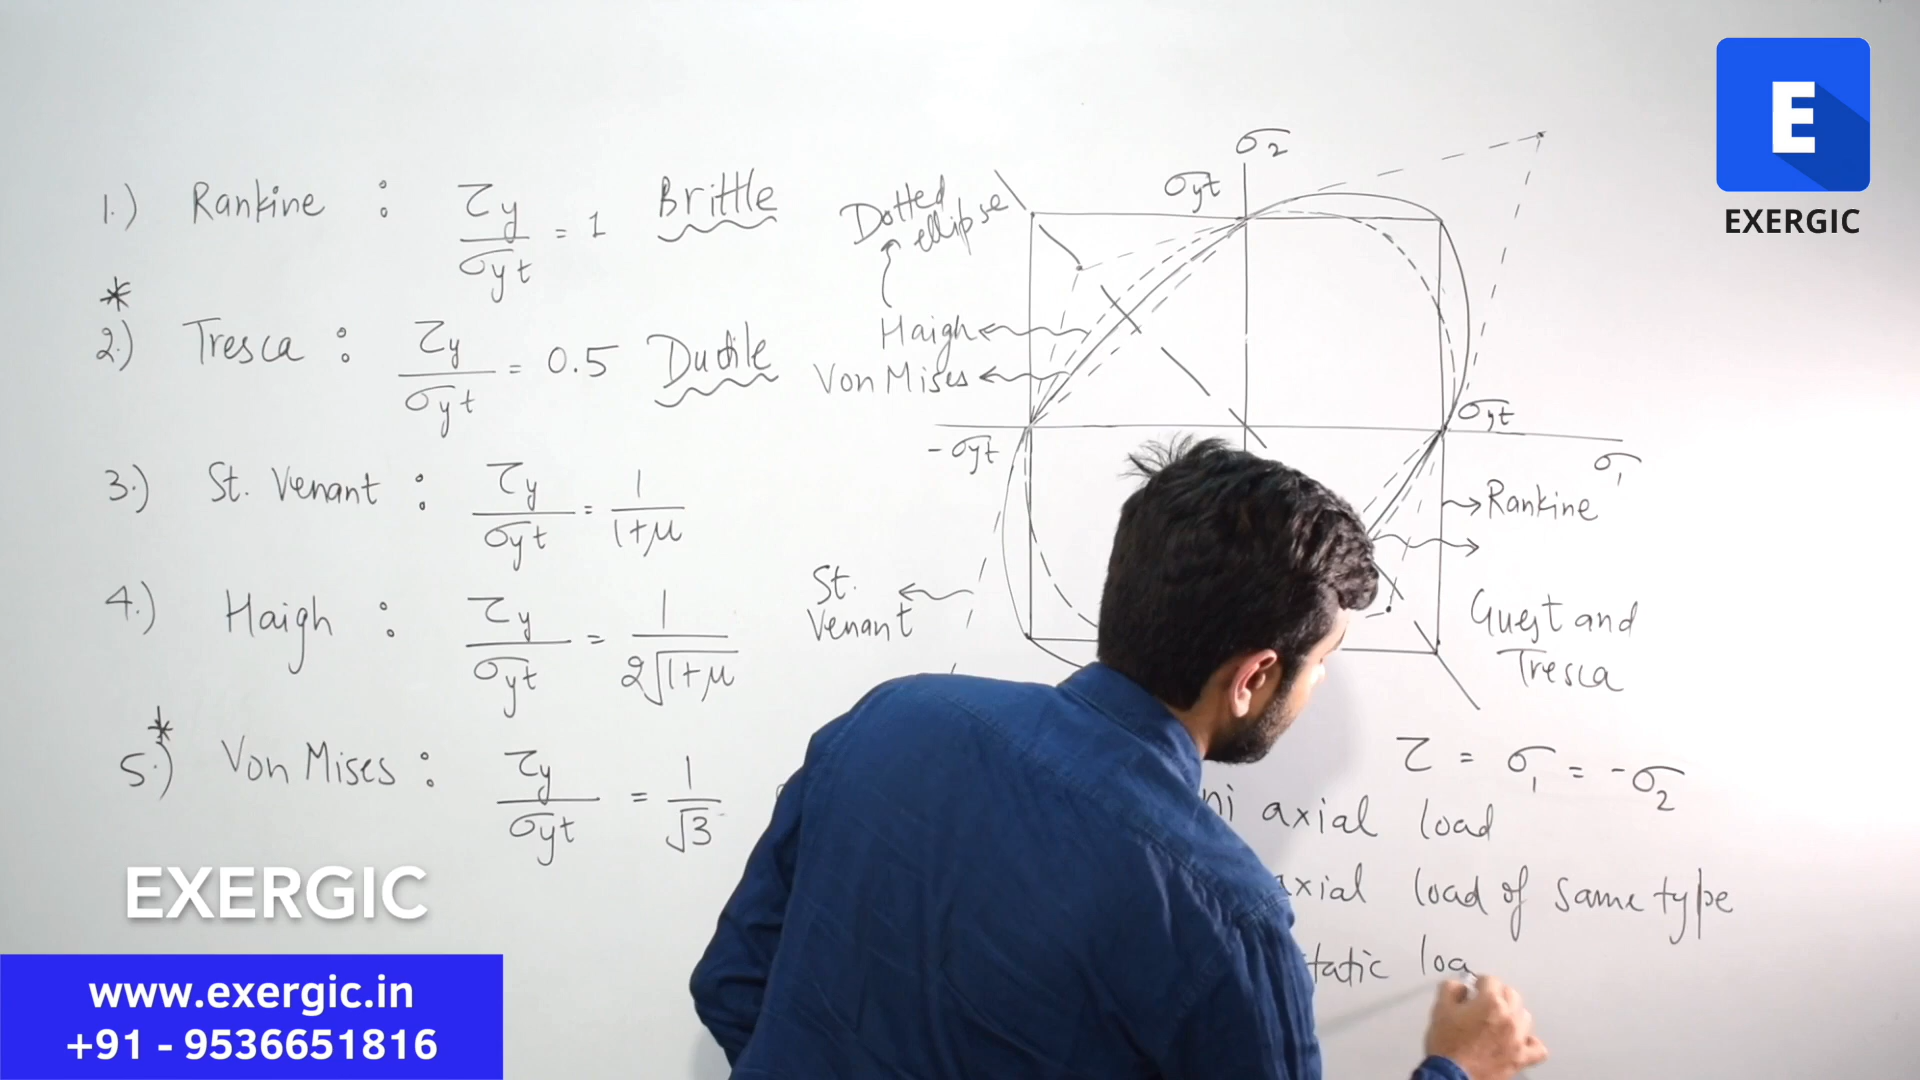 1.) Rankine : τy/σyt = 1 Brittle
*
2.) Tresca : τy/σyt = 0.5 Ductile
3.) St. Venant : τy/σyt = 1/1+μ
4.) Haigh : τy/σyt = 1/2√1+μ
*
5.) Von Mises : τy/σyt = 1/√3
Dotted
ellipse
Haigh
Von Mises
σ2
σyt
σyt
-σyt
σ1
Rankine
Guest and
Tresca
St.
Venant
τ = σ1 = -σ2
axial load
load of same type
E
EXERGIC
EXERGIC
www.exergic.in
+91 - 9536651816